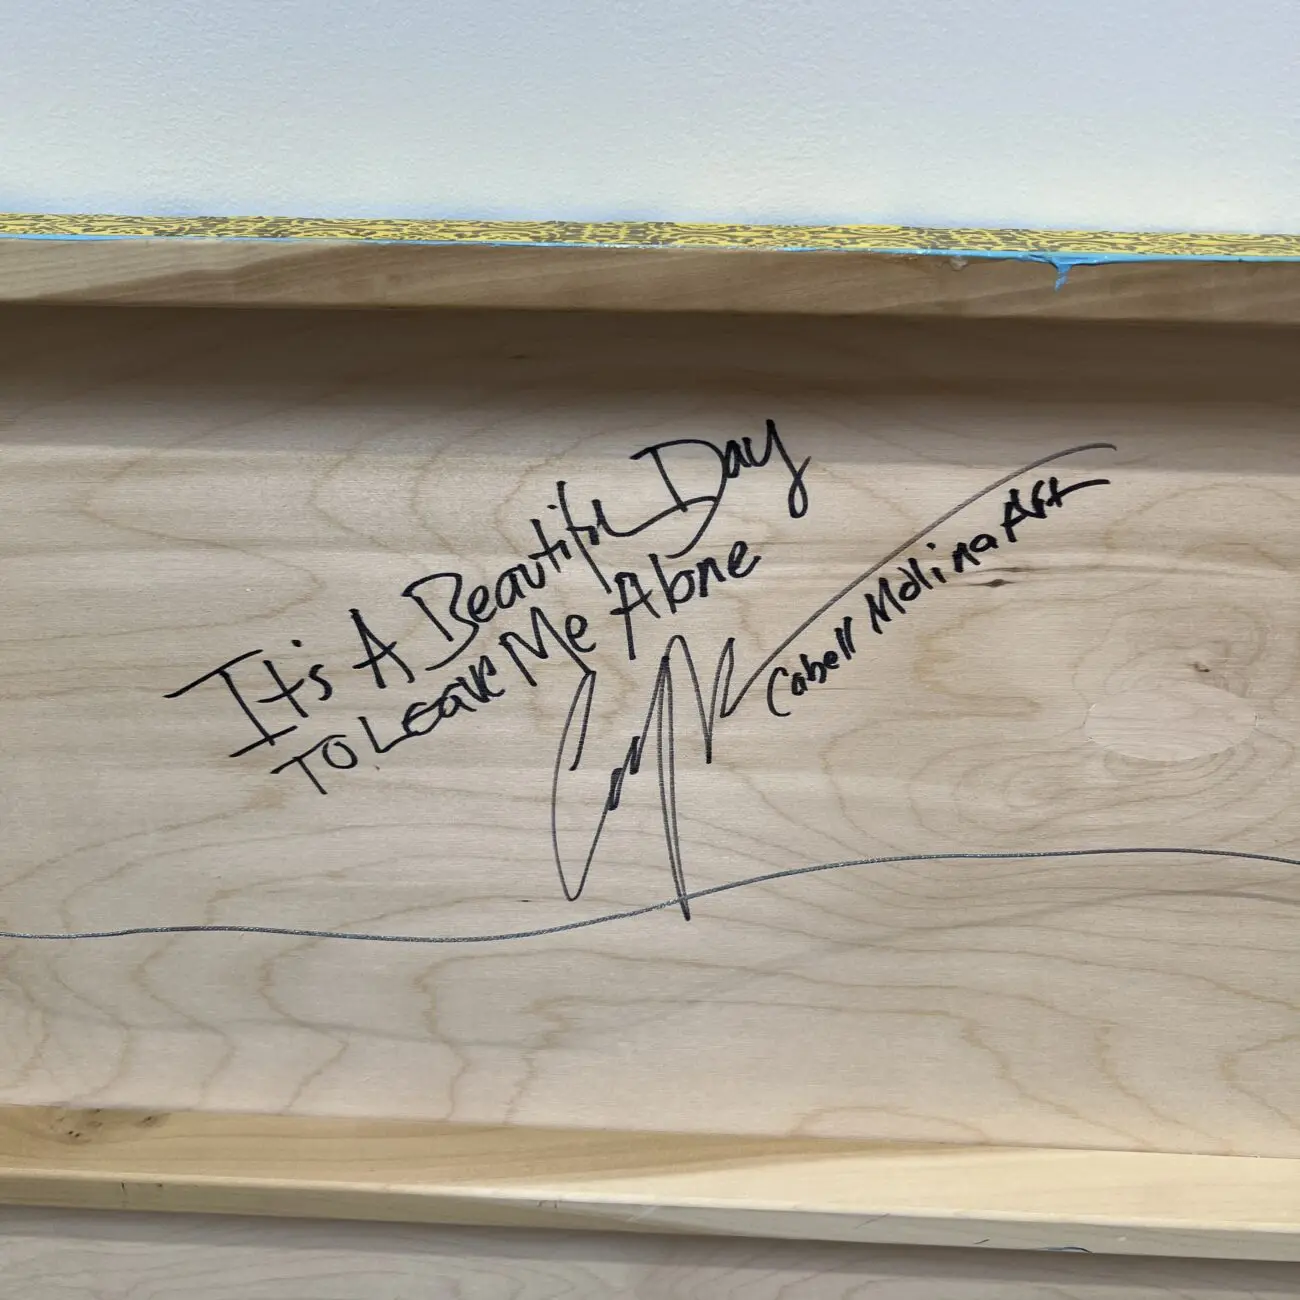 It's A Beautiful Day
To Leave Me Alone
Cabell Molina Art